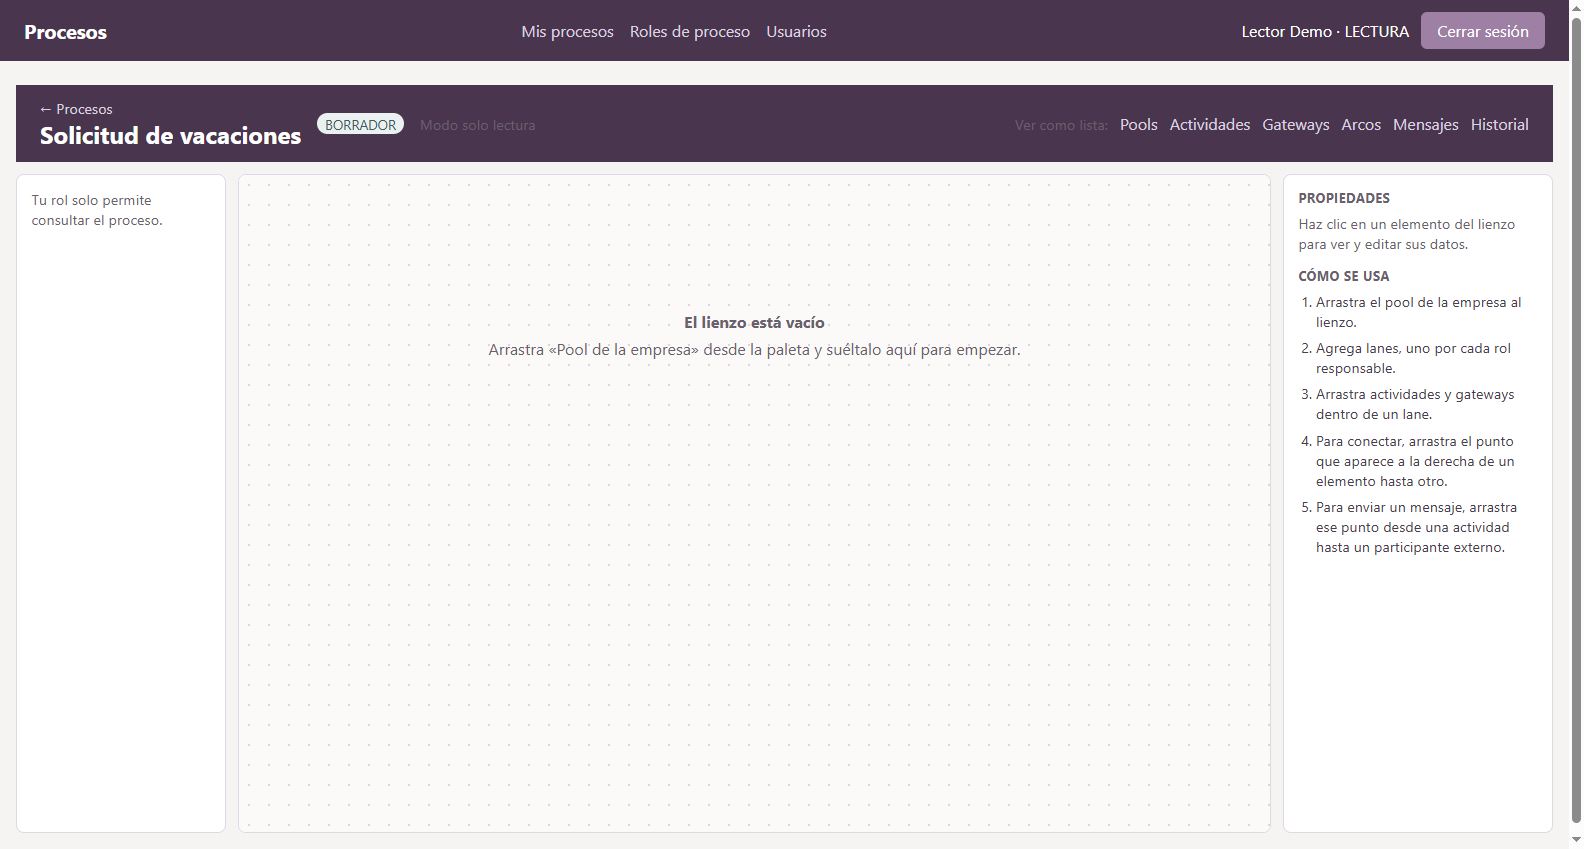 Procesos
Mis procesos Roles de proceso Usuarios
Lector Demo · LECTURA Cerrar sesión
← Procesos
Solicitud de vacaciones BORRADOR Modo solo lectura
Ver como lista: Pools Actividades Gateways Arcos Mensajes Historial
Tu rol solo permite
consultar el proceso.
El lienzo está vacío
Arrastra «Pool de la empresa» desde la paleta y suéltalo aquí para empezar.
PROPIEDADES
Haz clic en un elemento del lienzo
para ver y editar sus datos.
CÓMO SE USA
1. Arrastra el pool de la empresa al
lienzo.
2. Agrega lanes, uno por cada rol
responsable.
3. Arrastra actividades y gateways
dentro de un lane.
4. Para conectar, arrastra el punto
que aparece a la derecha de un
elemento hasta otro.
5. Para enviar un mensaje, arrastra
ese punto desde una actividad
hasta un participante externo.